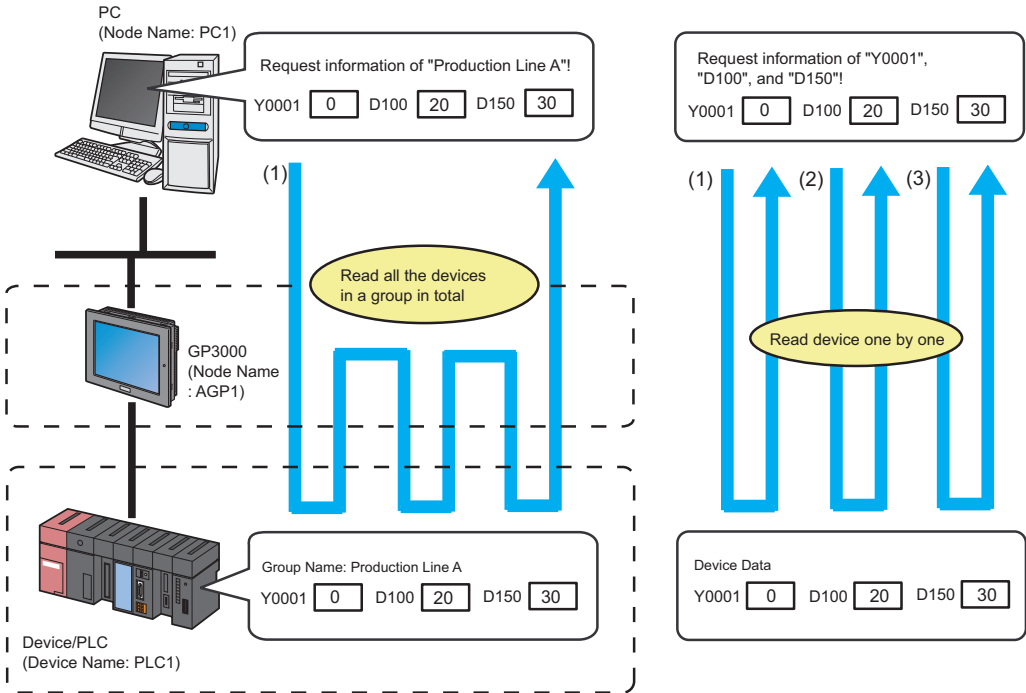 PC
(Node Name: PC1)
Request information of "Production Line A"!
Y0001 0 D100 20 D150 30
Request information of "Y0001",
"D100", and "D150"!
Y0001 0 D100 20 D150 30
(1)
(1) (2) (3)
Read all the devices
in a group in total
Read device one by one
GP3000
(Node Name
: AGP1)
Group Name: Production Line A
Y0001 0 D100 20 D150 30
Device Data
Y0001 0 D100 20 D150 30
Device/PLC
(Device Name: PLC1)